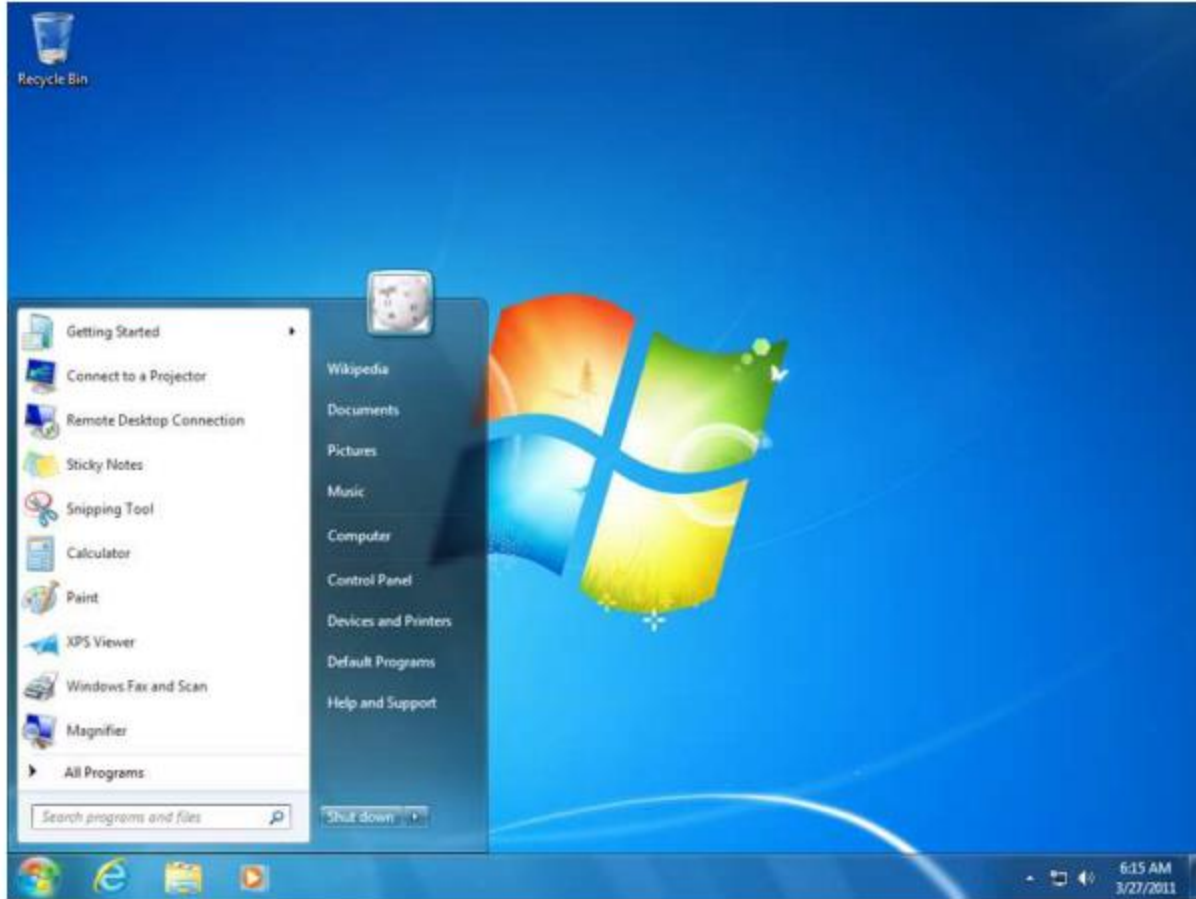 Recycle Bin
Getting Started
Connect to a Projector
Remote Desktop Connection
Sticky Notes
Snipping Tool
Calculator
Paint
XPS Viewer
Windows Fax and Scan
Magnifier
All Programs
Search programs and files
Wikipedia
Documents
Pictures
Music
Computer
Control Panel
Devices and Printers
Default Programs
Help and Support
Shut down
6:15 AM
3/27/2011